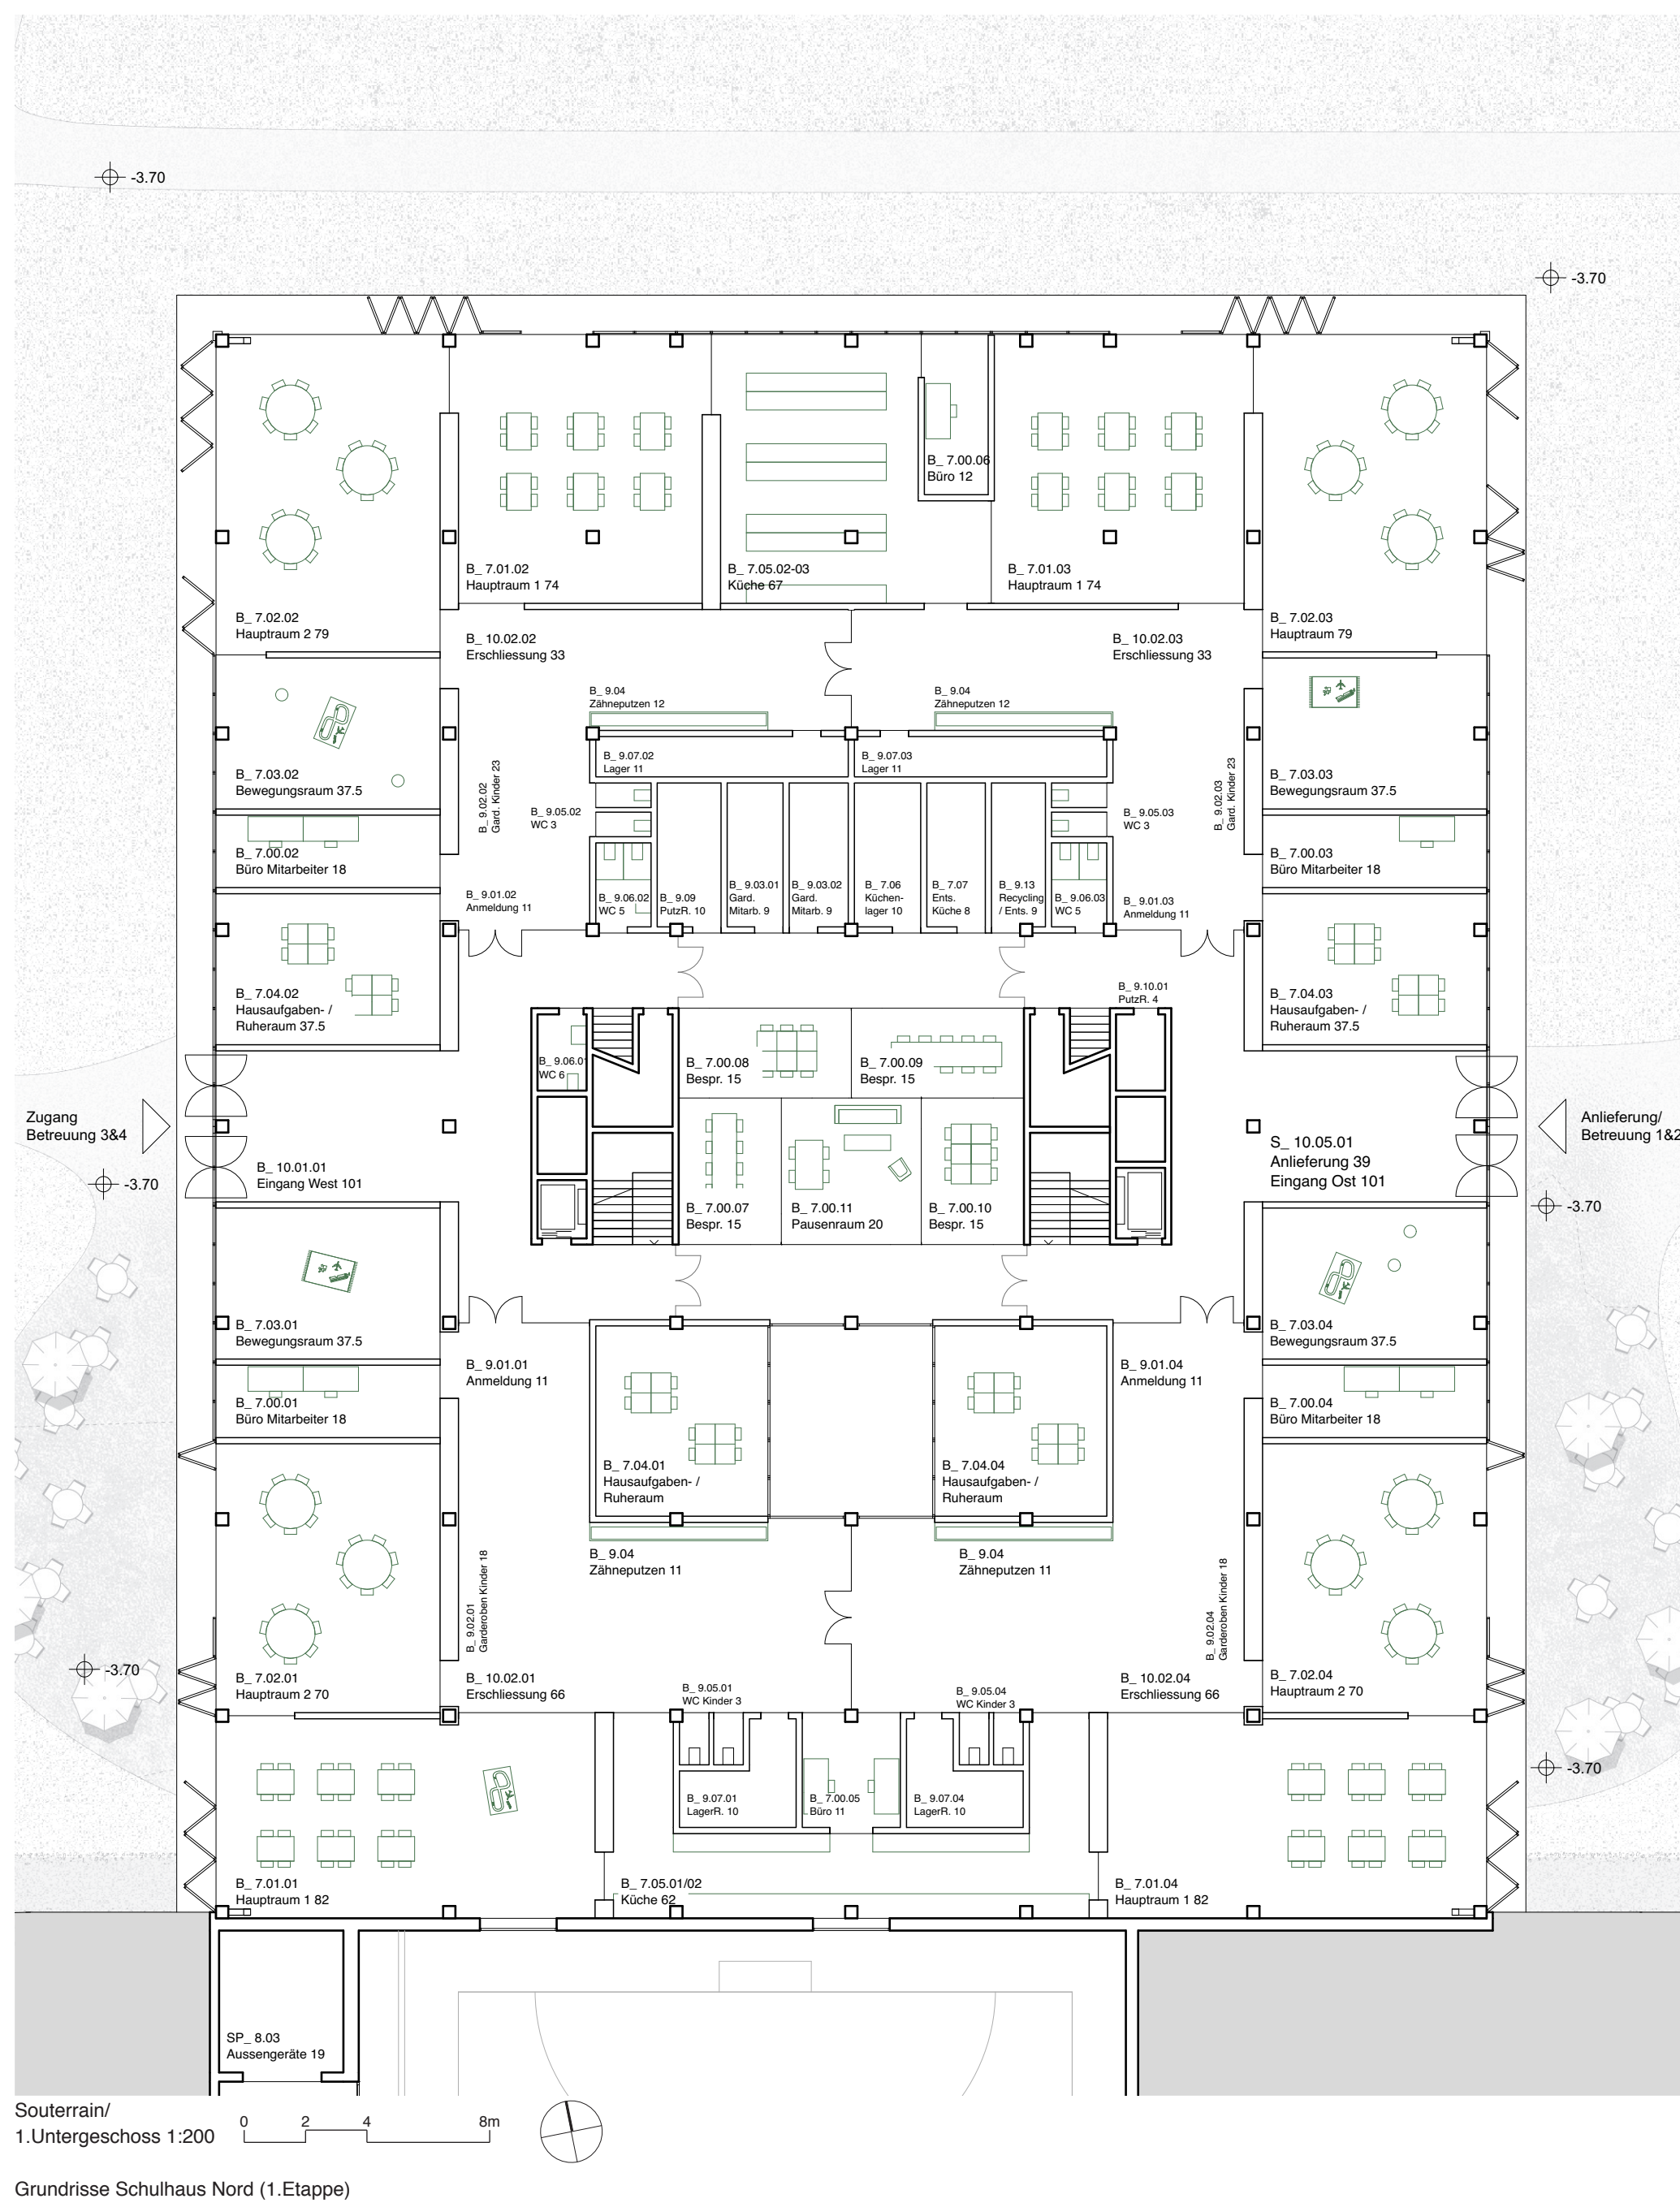 -3.70
-3.70
B_ 7.00.06
Büro 12
B_ 7.01.02
Hauptraum 1 74
B_ 7.05.02-03
Küche 67
B_ 7.01.03
Hauptraum 1 74
B_ 7.02.02
Hauptraum 2 79
B_ 7.02.03
Hauptraum 79
B_ 10.02.02
Erschliessung 33
B_ 10.02.03
Erschliessung 33
B_ 9.04
Zähneputzen 12
B_ 9.04
Zähneputzen 12
B_ 9.07.02
Lager 11
B_ 9.07.03
Lager 11
B_ 7.03.02
Bewegungsraum 37.5
B_ 9.02.02
Gard. Kinder 23
B_ 9.02.03
Gard. Kinder 23
B_ 7.03.03
Bewegungsraum 37.5
B_ 9.05.02
WC 3
B_ 9.05.03
WC 3
B_ 7.00.02
Büro Mitarbeiter 18
B_ 7.00.03
Büro Mitarbeiter 18
B_ 9.01.02
Anmeldung 11
B_ 9.06.02
WC 5
B_ 9.09
PutzR. 10
B_ 9.03.01
Gard.
Mitarb. 9
B_ 9.03.02
Gard.
Mitarb. 9
B_ 7.06
Küchen-
lager 10
B_ 7.07
Ents.
Küche 8
B_ 9.13
Recycling
/ Ents. 9
B_ 9.06.03
WC 5
B_ 9.01.03
Anmeldung 11
B_ 7.04.02
Hausaufgaben- /
Ruheraum 37.5
B_ 9.10.01
PutzR. 4
B_ 7.04.03
Hausaufgaben- /
Ruheraum 37.5
B_ 9.06.01
WC 6
B_ 7.00.08
Bespr. 15
B_ 7.00.09
Bespr. 15
Zugang
Betreuung 3&4
Anlieferung/
Betreuung 1&2
B_ 10.01.01
Eingang West 101
S_ 10.05.01
Anlieferung 39
Eingang Ost 101
-3.70
-3.70
B_ 7.00.07
Bespr. 15
B_ 7.00.11
Pausenraum 20
B_ 7.00.10
Bespr. 15
B_ 7.03.01
Bewegungsraum 37.5
B_ 7.03.04
Bewegungsraum 37.5
B_ 9.01.01
Anmeldung 11
B_ 9.01.04
Anmeldung 11
B_ 7.00.01
Büro Mitarbeiter 18
B_ 7.00.04
Büro Mitarbeiter 18
B_ 7.04.01
Hausaufgaben- /
Ruheraum
B_ 7.04.04
Hausaufgaben- /
Ruheraum
B_ 9.04
Zähneputzen 11
B_ 9.04
Zähneputzen 11
B_ 9.02.01
Garderoben Kinder 18
B_ 9.02.04
Garderoben Kinder 18
-3.70
B_ 7.02.01
Hauptraum 2 70
B_ 10.02.01
Erschliessung 66
B_ 9.05.01
WC Kinder 3
B_ 9.05.04
WC Kinder 3
B_ 10.02.04
Erschliessung 66
B_ 7.02.04
Hauptraum 2 70
-3.70
B_ 9.07.01
LagerR. 10
B_ 7.00.05
Büro 11
B_ 9.07.04
LagerR. 10
B_ 7.01.01
Hauptraum 1 82
B_ 7.05.01/02
Küche 62
B_ 7.01.04
Hauptraum 1 82
SP_ 8.03
Aussengeräte 19
Souterrain/
1.Untergeschoss 1:200
0 2 4 8m
Grundrisse Schulhaus Nord (1.Etappe)